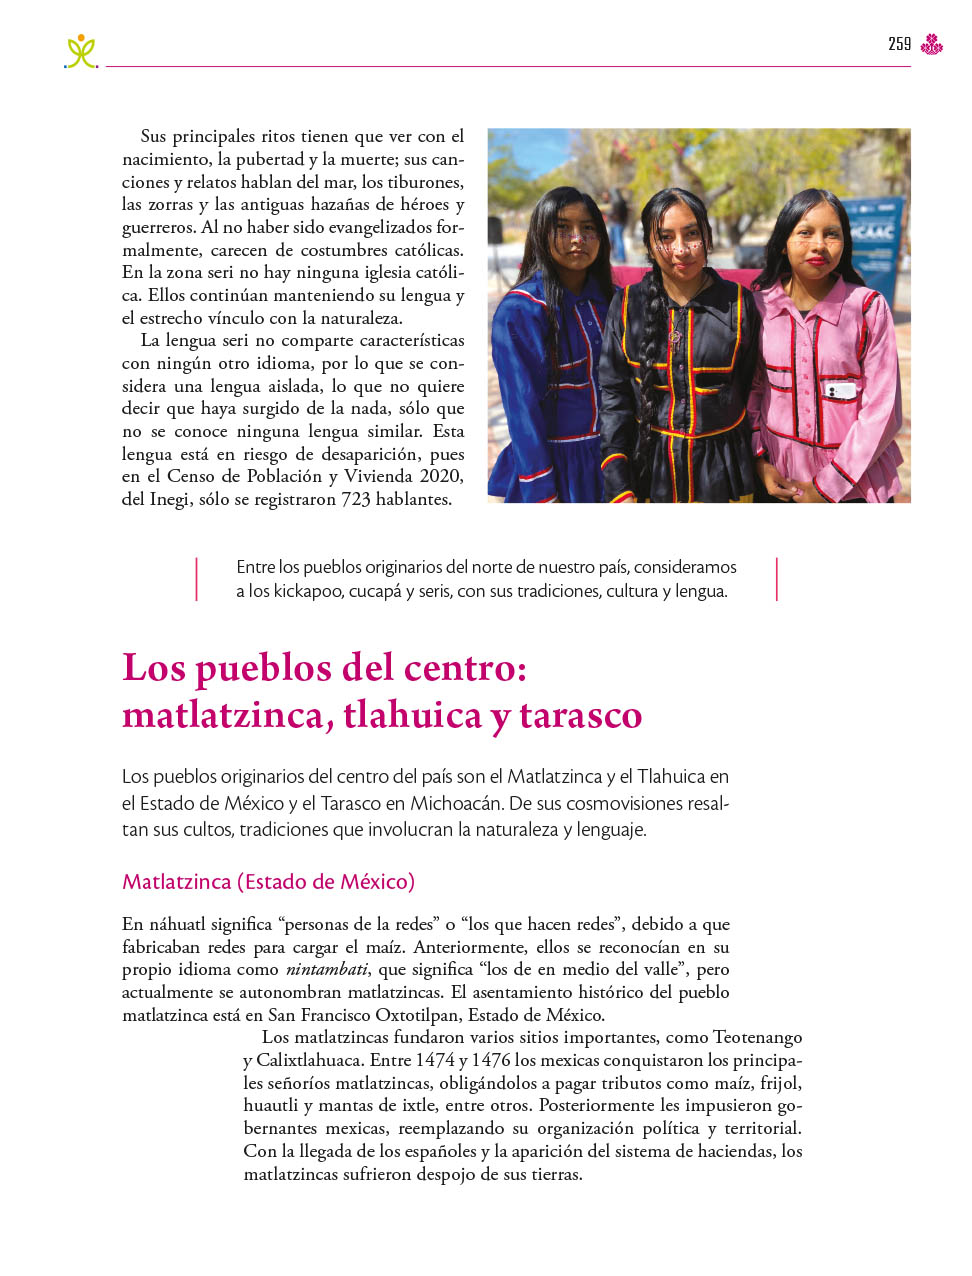 259
Sus principales ritos tienen que ver con el
nacimiento, la pubertad y la muerte; sus can-
ciones y relatos hablan del mar, los tiburones,
las zorras y las antiguas hazañas de héroes y
guerreros. Al no haber sido evangelizados for-
malmente, carecen de costumbres católicas.
En la zona seri no hay ninguna iglesia católi-
ca. Ellos continúan manteniendo su lengua y
el estrecho vínculo con la naturaleza.
La lengua seri no comparte características
con ningún otro idioma, por lo que se con-
sidera una lengua aislada, lo que no quiere
decir que haya surgido de la nada, sólo que
no se conoce ninguna lengua similar. Esta
lengua está en riesgo de desaparición, pues
en el Censo de Población y Vivienda 2020,
del Inegi, sólo se registraron 723 hablantes.
Entre los pueblos originarios del norte de nuestro país, consideramos
a los kickapoo, cucapá y seris, con sus tradiciones, cultura y lengua.
Los pueblos del centro:
matlatzinca, tlahuica y tarasco
Los pueblos originarios del centro del país son el Matlatzinca y el Tlahuica en
el Estado de México y el Tarasco en Michoacán. De sus cosmovisiones resal-
tan sus cultos, tradiciones que involucran la naturaleza y lenguaje.
Matlatzinca (Estado de México)
En náhuatl significa “personas de la redes” o “los que hacen redes”, debido a que
fabricaban redes para cargar el maíz. Anteriormente, ellos se reconocían en su
propio idioma como nintambati, que significa “los de en medio del valle”, pero
actualmente se autonombran matlatzincas. El asentamiento histórico del pueblo
matlatzinca está en San Francisco Oxtotilpan, Estado de México.
Los matlatzincas fundaron varios sitios importantes, como Teotenango
y Calixtlahuaca. Entre 1474 y 1476 los mexicas conquistaron los principa-
les señoríos matlatzincas, obligándolos a pagar tributos como maíz, frijol,
huautli y mantas de ixtle, entre otros. Posteriormente les impusieron go-
bernantes mexicas, reemplazando su organización política y territorial.
Con la llegada de los españoles y la aparición del sistema de haciendas, los
matlatzincas sufrieron despojo de sus tierras.